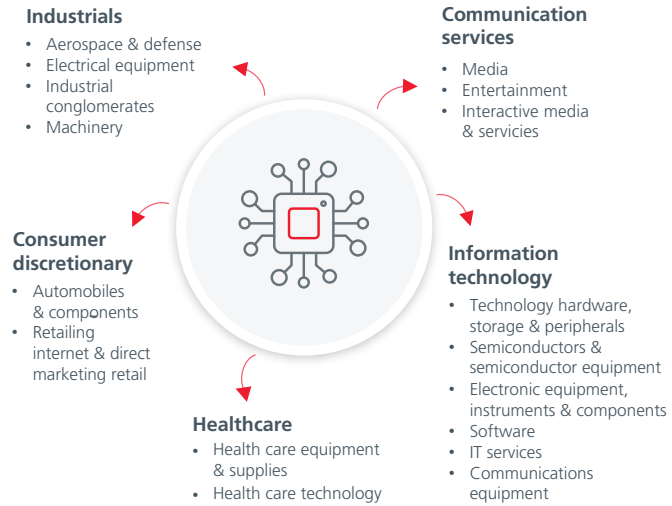 Industrials
• Aerospace & defense
• Electrical equipment
• Industrial
conglomerates
• Machinery
Communication
services
• Media
• Entertainment
• Interactive media
& servicies
Consumer
discretionary
• Automobiles
& components
• Retailing
internet & direct
marketing retail
Information
technology
• Technology hardware,
storage & peripherals
• Semiconductors &
semiconductor equipment
• Electronic equipment,
instruments & components
• Software
• IT services
• Communications
equipment
Healthcare
• Health care equipment
& supplies
• Health care technology